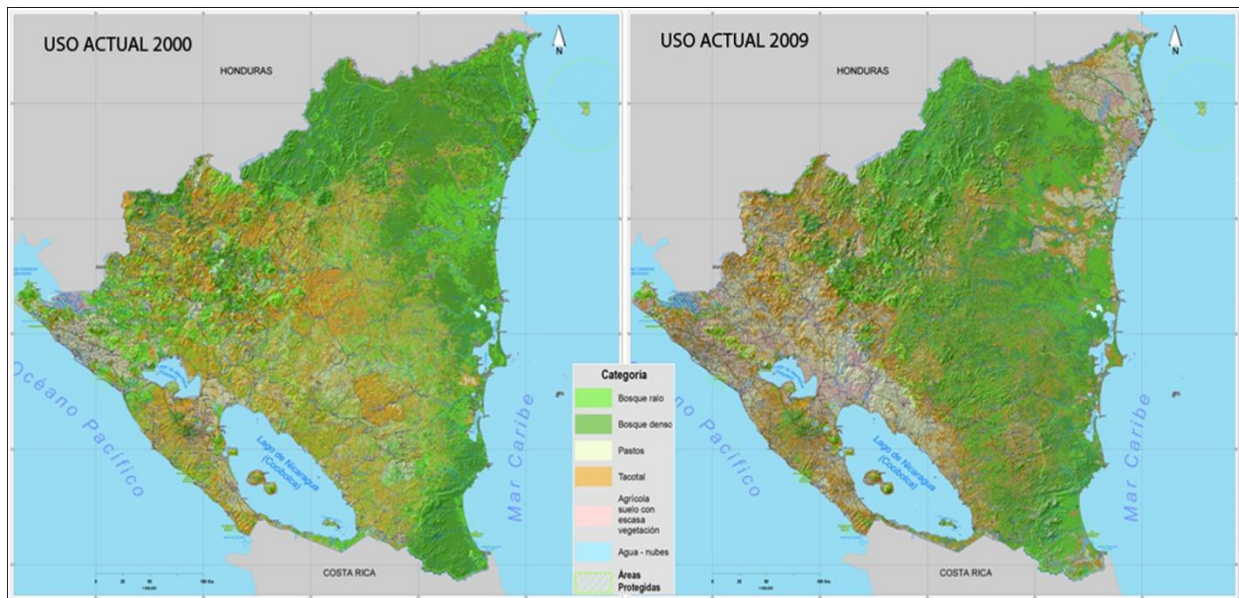 USO ACTUAL 2000
N
HONDURAS
Océano Pacífico
Lago de Nicaragua
(Cocibolca)
Mar Caribe
COSTA RICA
Categoria
Bosque ralo
Bosque denso
Pastos
Tacotal
Agrícola
suelo con
escasa
vegetación
Agua - nubes
Áreas
Protegidas
USO ACTUAL 2009
N
HONDURAS
Océano Pacífico
Lago de Nicaragua
(Cocibolca)
Mar Caribe
COSTA RICA